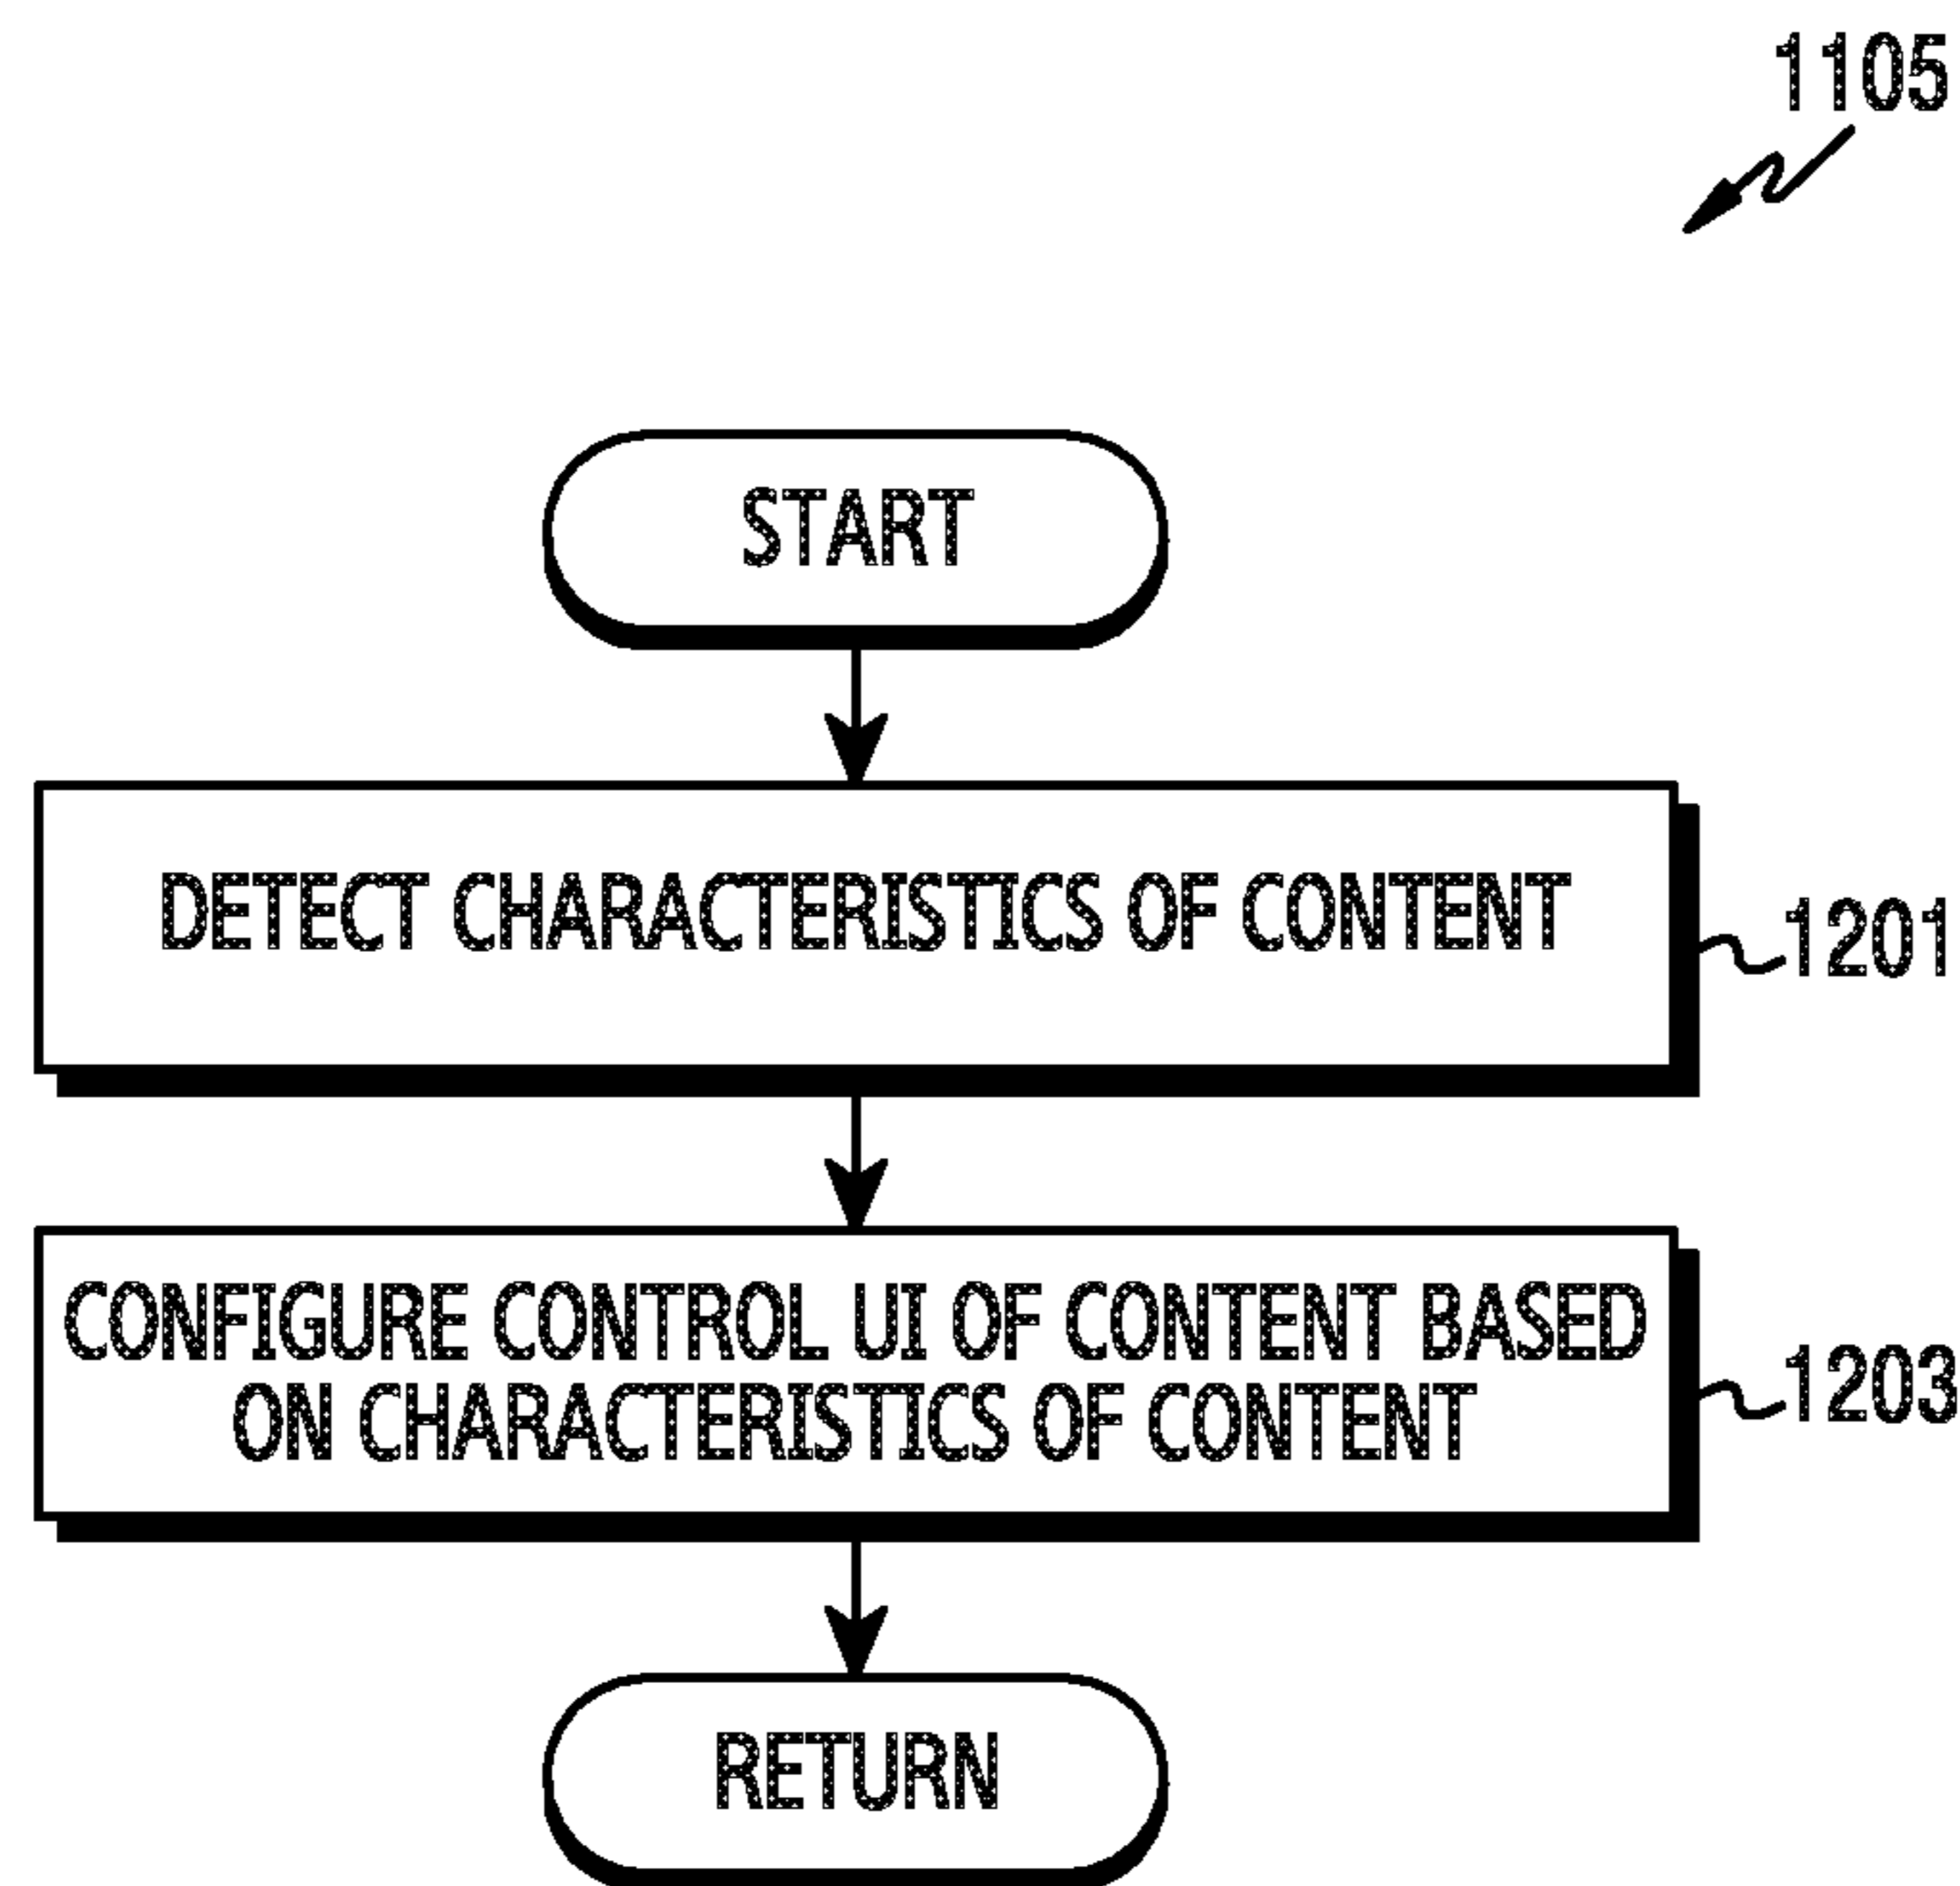 1105
START
DETECT CHARACTERISTICS OF CONTENT
1201
CONFIGURE CONTROL UI OF CONTENT BASED
ON CHARACTERISTICS OF CONTENT
1203
RETURN